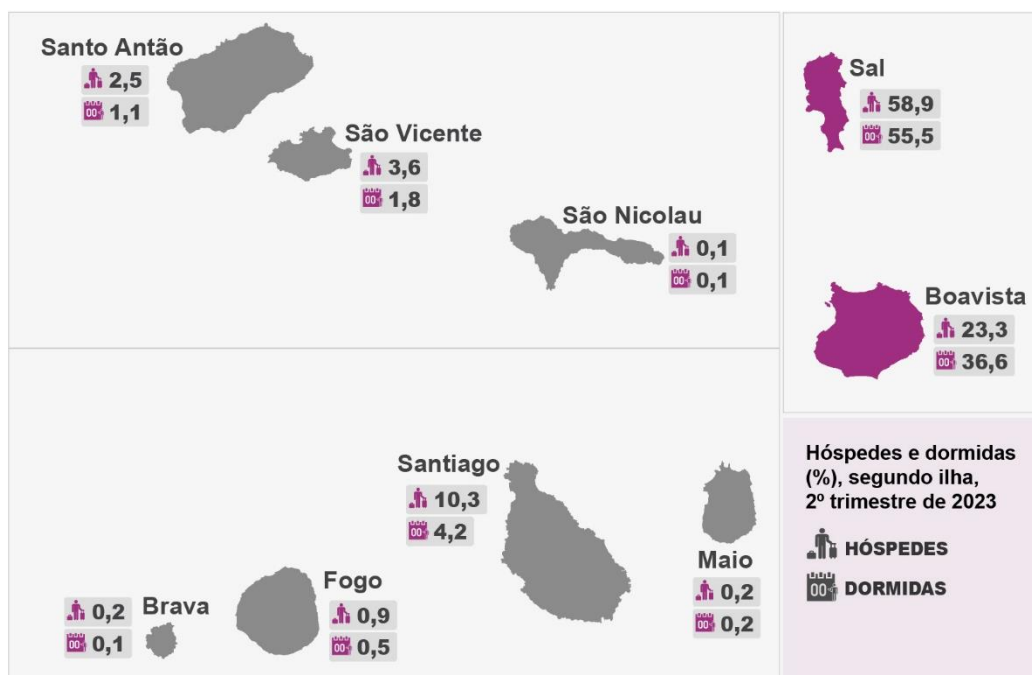 Santo Antão
2,5
1,1
São Vicente
3,6
1,8
São Nicolau
0,1
0,1
Sal
58,9
55,5
Boavista
23,3
36,6
Santiago
10,3
4,2
Maio
0,2
0,2
Fogo
0,9
0,5
Brava
0,2
0,1
Hóspedes e dormidas
(%), segundo ilha,
2º trimestre de 2023
HÓSPEDES
DORMIDAS